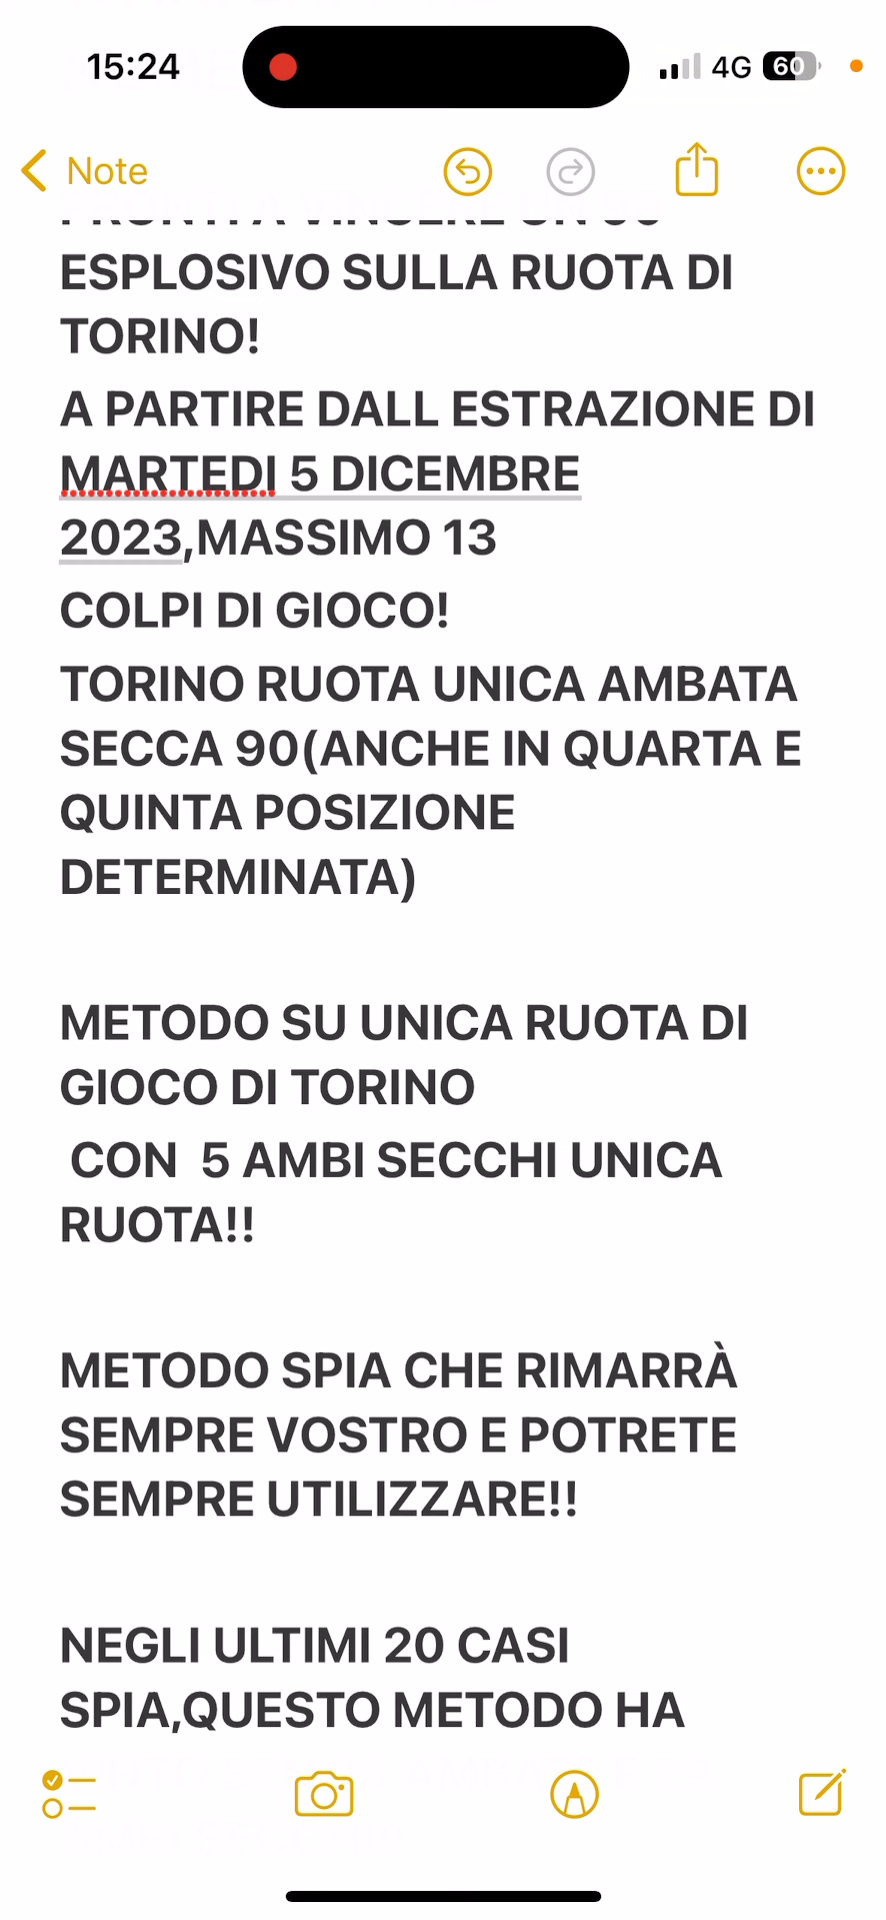 15:24
4G 60
Note
ESPLOSIVO SULLA RUOTA DI
TORINO!
A PARTIRE DALL ESTRAZIONE DI
MARTEDI 5 DICEMBRE
2023,MASSIMO 13
COLPI DI GIOCO!
TORINO RUOTA UNICA AMBATA
SECCA 90(ANCHE IN QUARTA E
QUINTA POSIZIONE
DETERMINATA)
METODO SU UNICA RUOTA DI
GIOCO DI TORINO
CON  5 AMBI SECCHI UNICA
RUOTA!!
METODO SPIA CHE RIMARRÀ
SEMPRE VOSTRO E POTRETE
SEMPRE UTILIZZARE!!
NEGLI ULTIMI 20 CASI
SPIA,QUESTO METODO HA